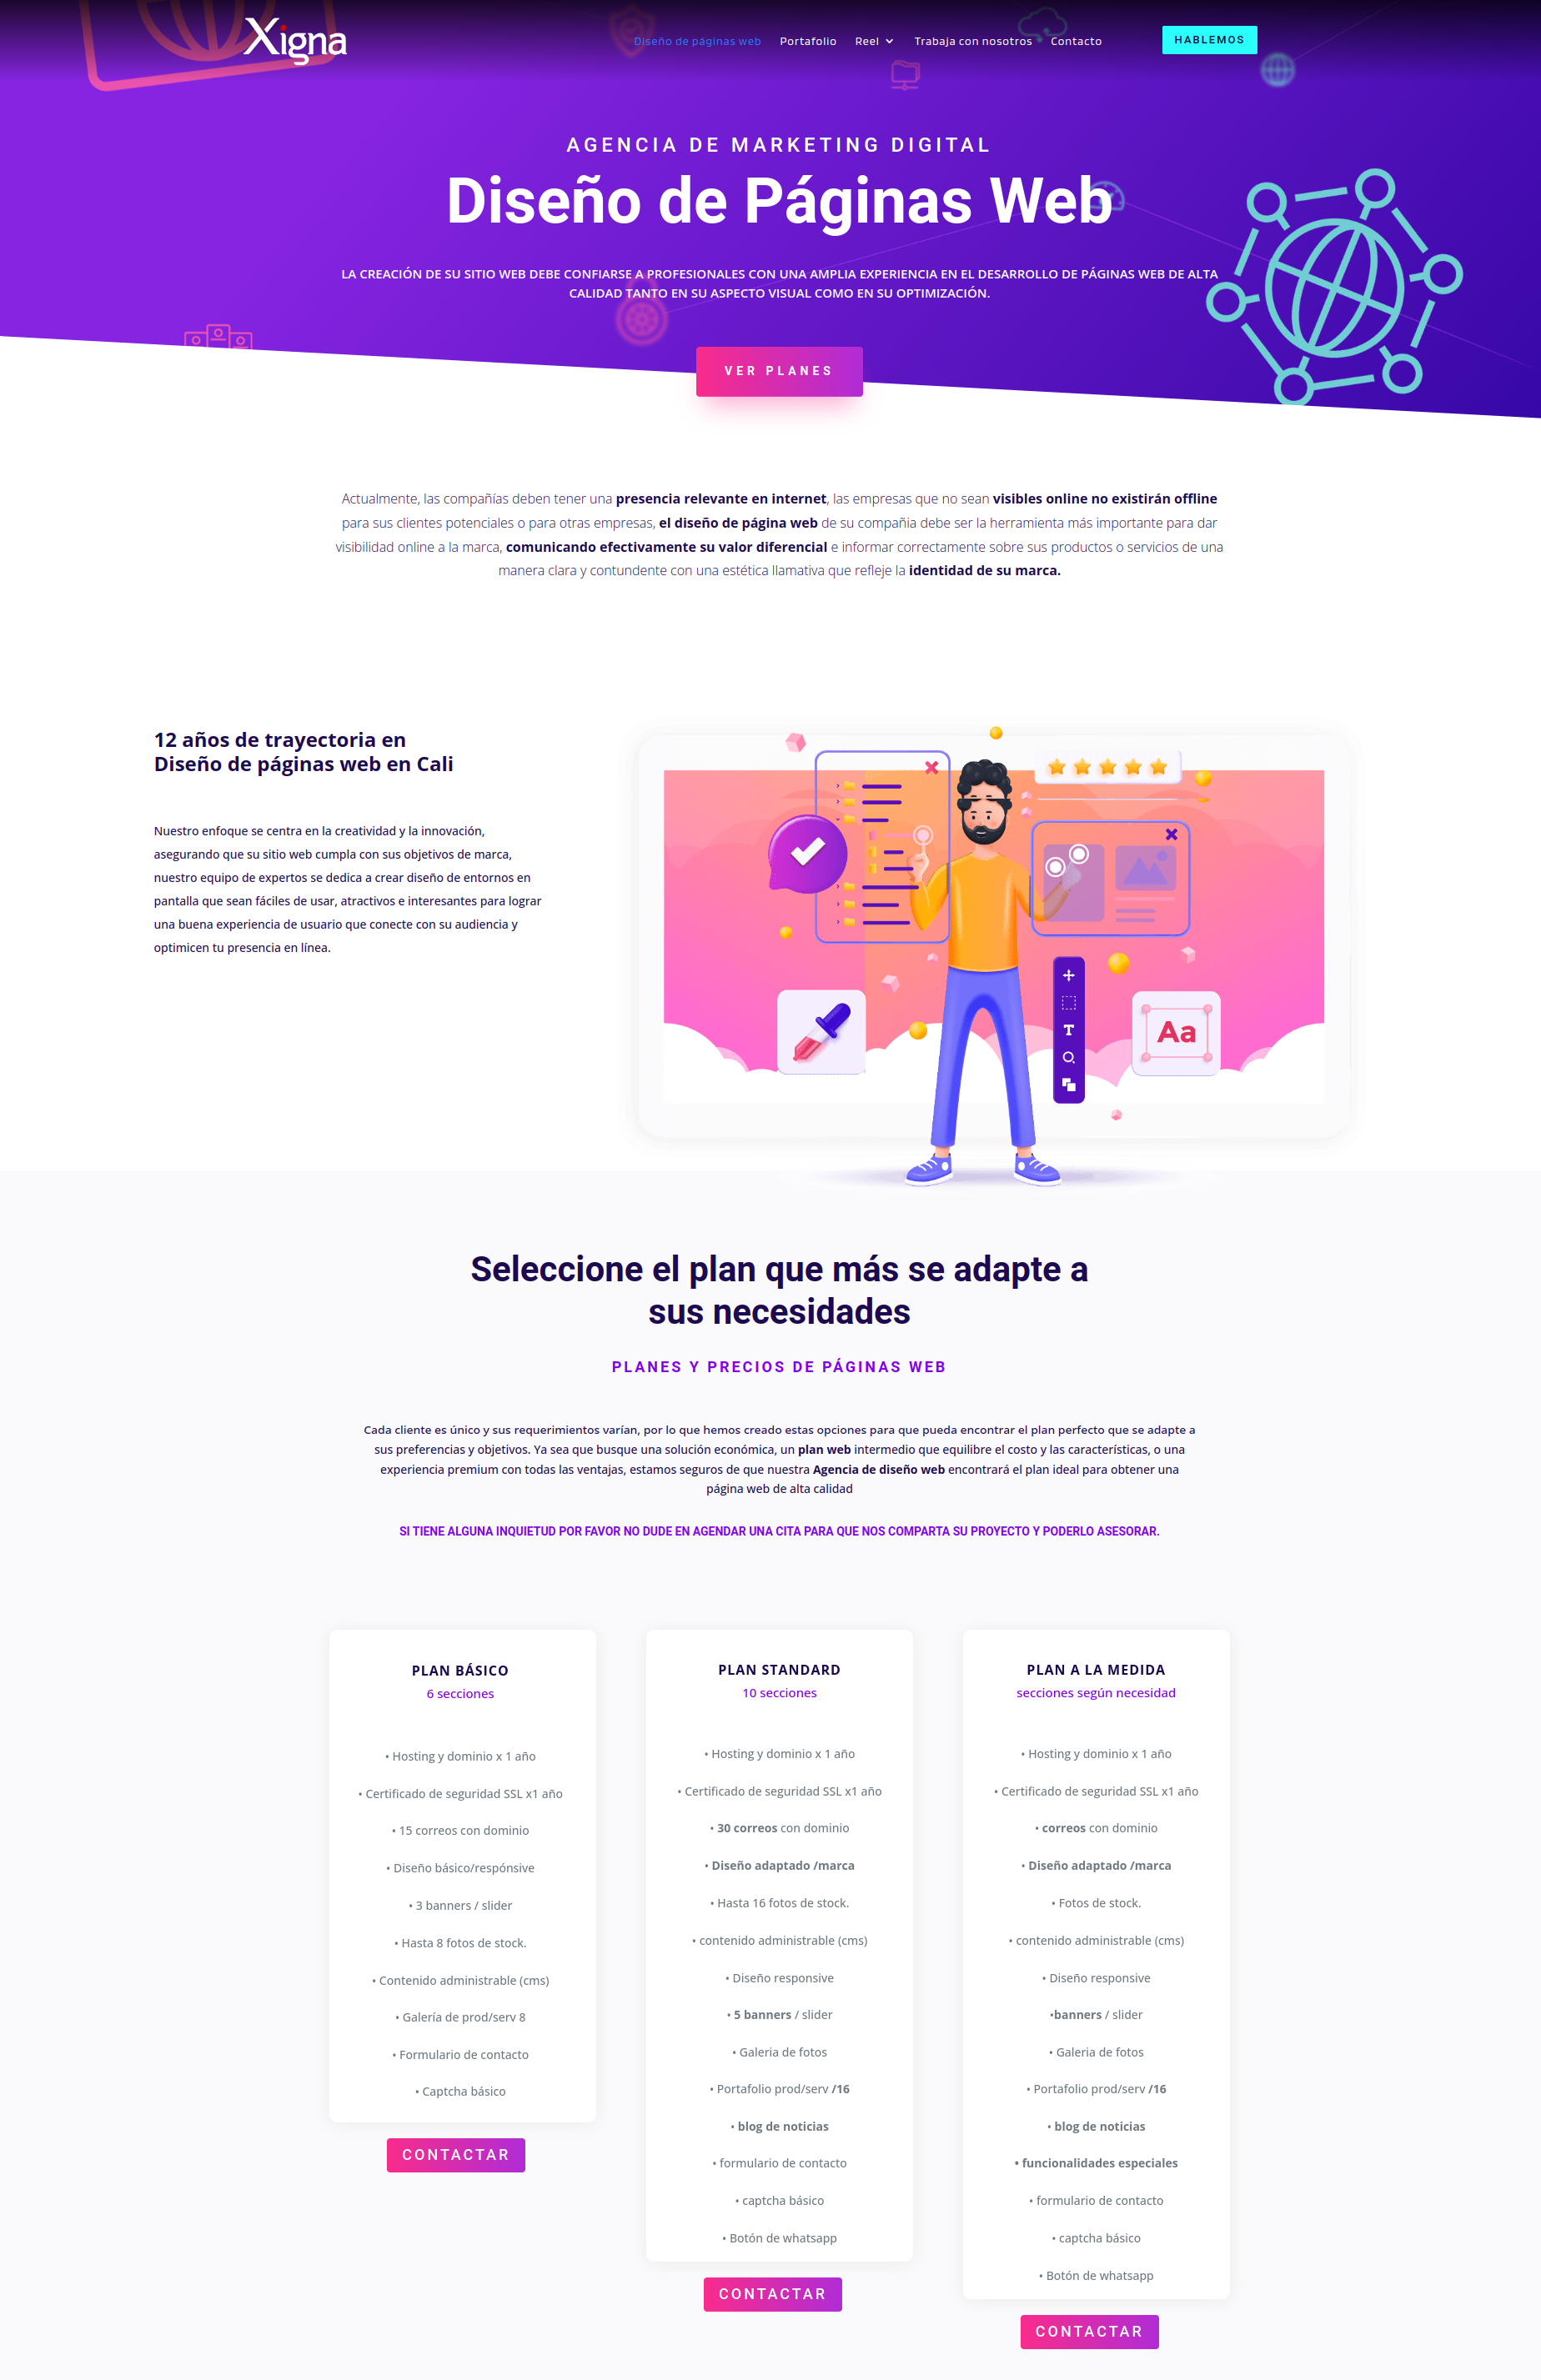 Xigna
Diseño de páginas web
Portafolio
Reel
Trabaja con nosotros
Contacto
HABLEMOS
AGENCIA DE MARKETING DIGITAL
Diseño de Páginas Web
LA CREACIÓN DE SU SITIO WEB DEBE CONFIARSE A PROFESIONALES CON UNA AMPLIA EXPERIENCIA EN EL DESARROLLO DE PÁGINAS WEB DE ALTA
CALIDAD TANTO EN SU ASPECTO VISUAL COMO EN SU OPTIMIZACIÓN.
VER PLANES
Actualmente, las compañías deben tener una presencia relevante en internet, las empresas que no sean visibles online no existirán offline
para sus clientes potenciales o para otras empresas, el diseño de página web de su compañia debe ser la herramienta más importante para dar
visibilidad online a la marca, comunicando efectivamente su valor diferencial e informar correctamente sobre sus productos o servicios de una
manera clara y contundente con una estética llamativa que refleje la identidad de su marca.
12 años de trayectoria en
Diseño de páginas web en Cali
Nuestro enfoque se centra en la creatividad y la innovación,
asegurando que su sitio web cumpla con sus objetivos de marca,
nuestro equipo de expertos se dedica a crear diseño de entornos en
pantalla que sean fáciles de usar, atractivos e interesantes para lograr
una buena experiencia de usuario que conecte con su audiencia y
optimicen tu presencia en línea.
T
Aa
Seleccione el plan que más se adapte a
sus necesidades
PLANES Y PRECIOS DE PÁGINAS WEB
Cada cliente es único y sus requerimientos varían, por lo que hemos creado estas opciones para que pueda encontrar el plan perfecto que se adapte a
sus preferencias y objetivos. Ya sea que busque una solución económica, un plan web intermedio que equilibre el costo y las características, o una
experiencia premium con todas las ventajas, estamos seguros de que nuestra Agencia de diseño web encontrará el plan ideal para obtener una
página web de alta calidad
SI TIENE ALGUNA INQUIETUD POR FAVOR NO DUDE EN AGENDAR UNA CITA PARA QUE NOS COMPARTA SU PROYECTO Y PODERLO ASESORAR.
PLAN BÁSICO
6 secciones
• Hosting y dominio x 1 año
• Certificado de seguridad SSL x1 año
• 15 correos con dominio
• Diseño básico/respónsive
• 3 banners / slider
• Hasta 8 fotos de stock.
• Contenido administrable (cms)
• Galería de prod/serv 8
• Formulario de contacto
• Captcha básico
CONTACTAR
PLAN STANDARD
10 secciones
• Hosting y dominio x 1 año
• Certificado de seguridad SSL x1 año
• 30 correos con dominio
• Diseño adaptado /marca
• Hasta 16 fotos de stock.
• contenido administrable (cms)
• Diseño responsive
• 5 banners / slider
• Galeria de fotos
• Portafolio prod/serv /16
• blog de noticias
• formulario de contacto
• captcha básico
• Botón de whatsapp
CONTACTAR
PLAN A LA MEDIDA
secciones según necesidad
• Hosting y dominio x 1 año
• Certificado de seguridad SSL x1 año
• correos con dominio
• Diseño adaptado /marca
• Fotos de stock.
• contenido administrable (cms)
• Diseño responsive
•banners / slider
• Galeria de fotos
• Portafolio prod/serv /16
• blog de noticias
• funcionalidades especiales
• formulario de contacto
• captcha básico
• Botón de whatsapp
CONTACTAR